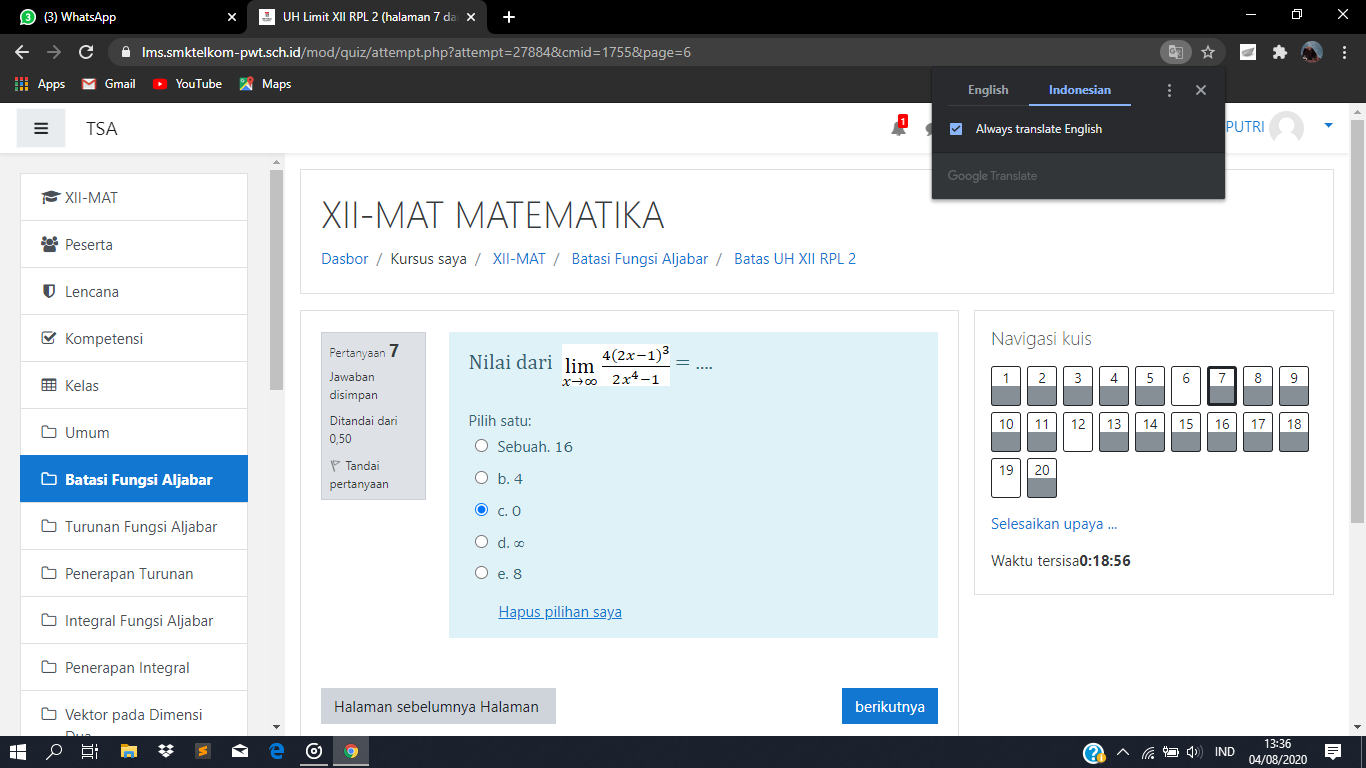 (3) WhatsApp
UH Limit XII RPL 2 (halaman 7 da
lms.smktelkom-pwt.sch.id/mod/quiz/attempt.php?attempt=27884&cmid=1755&page=6
Apps Gmail YouTube Maps
English Indonesian
Always translate English
Google Translate
TSA
1
PUTRI
XII-MAT
Peserta
Lencana
Kompetensi
Kelas
Umum
Batasi Fungsi Aljabar
Turunan Fungsi Aljabar
Penerapan Turunan
Integral Fungsi Aljabar
Penerapan Integral
Vektor pada Dimensi
Dua
XII-MAT MATEMATIKA
Dasbor / Kursus saya / XII-MAT / Batasi Fungsi Aljabar / Batas UH XII RPL 2
Pertanyaan 7
Jawaban
disimpan
Ditandai dari
0,50
Tandai
pertanyaan
Nilai dari lim x→∞ 4(2x−1)³ / 2x⁴−1 = ....
Pilih satu:
Sebuah. 16
b. 4
c. 0
d. ∞
e. 8
Hapus pilihan saya
Halaman sebelumnya Halaman
berikutnya
Navigasi kuis
1 2 3 4 5 6 7 8 9
10 11 12 13 14 15 16 17 18
19 20
Selesaikan upaya ...
Waktu tersisa0:18:56
IND
13:36
04/08/2020